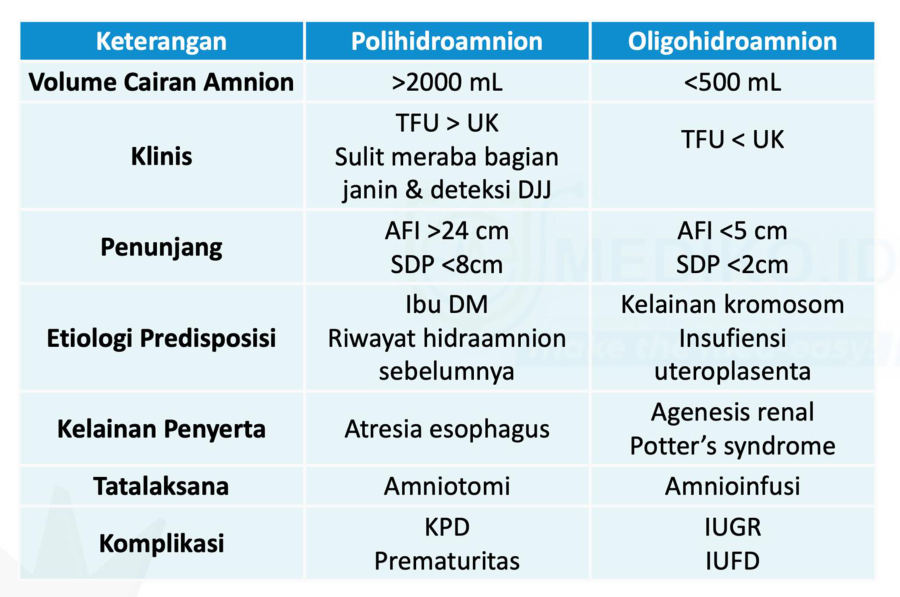 Keterangan Polihidroamnion Oligohidroamnion
Volume Cairan Amnion >2000 mL <500 mL
Klinis
TFU > UK
Sulit meraba bagian
janin & deteksi DJJ
TFU < UK
Penunjang
AFI >24 cm
SDP <8cm
AFI <5 cm
SDP <2cm
Etiologi Predisposisi
Ibu DM
Riwayat hidraamnion
sebelumnya
Kelainan kromosom
Insufiensi
uteroplasenta
Kelainan Penyerta
Atresia esophagus
Agenesis renal
Potter’s syndrome
Tatalaksana Amniotomi Amnioinfusi
Komplikasi
KPD
Prematuritas
IUGR
IUFD
MEDIKO.ID